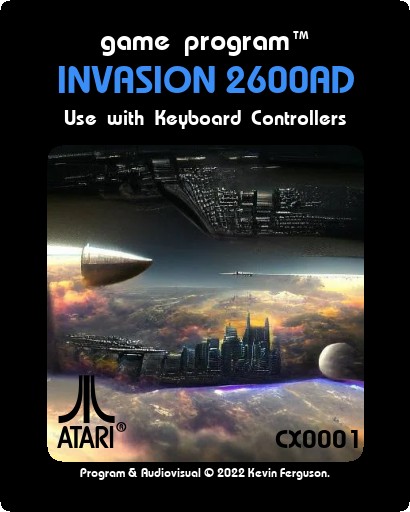 game program™
INVASION 2600AD
Use with Keyboard Controllers
ATARI®
CX0001
Program & Audiovisual © 2022 Kevin Ferguson.